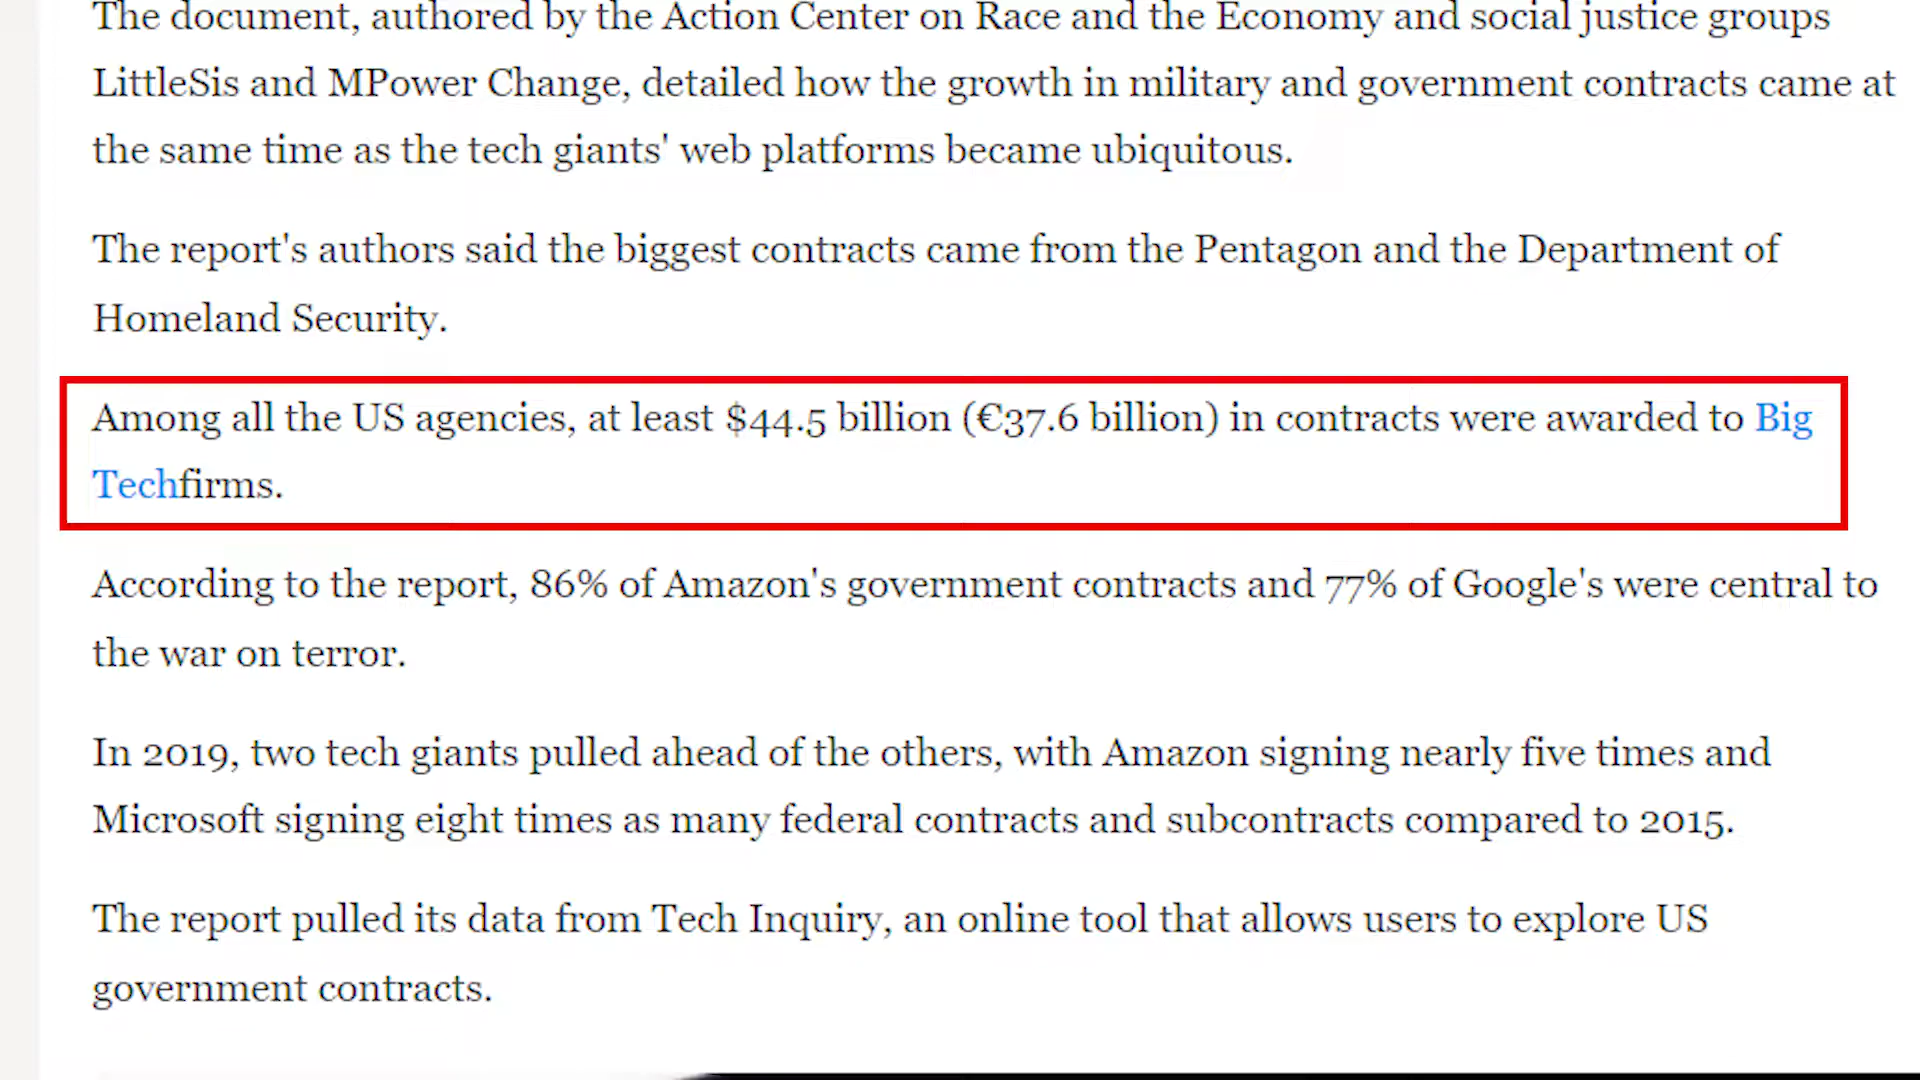 The document, authored by the Action Center on Race and the Economy and social justice groups
LittleSis and MPower Change, detailed how the growth in military and government contracts came at
the same time as the tech giants' web platforms became ubiquitous.
The report's authors said the biggest contracts came from the Pentagon and the Department of
Homeland Security.
Among all the US agencies, at least $44.5 billion (€37.6 billion) in contracts were awarded to Big
Techfirms.
According to the report, 86% of Amazon's government contracts and 77% of Google's were central to
the war on terror.
In 2019, two tech giants pulled ahead of the others, with Amazon signing nearly five times and
Microsoft signing eight times as many federal contracts and subcontracts compared to 2015.
The report pulled its data from Tech Inquiry, an online tool that allows users to explore US
government contracts.